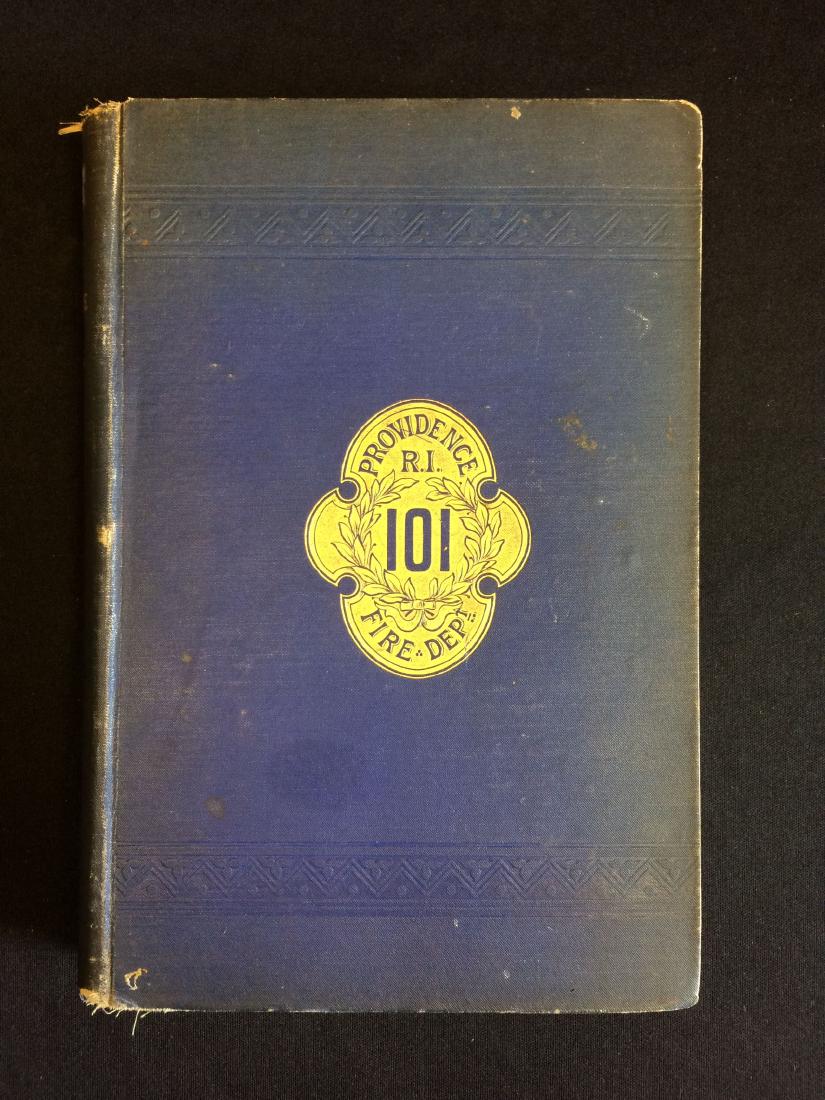 PROVIDENCE
R.I.
101
FIRE DEPT.